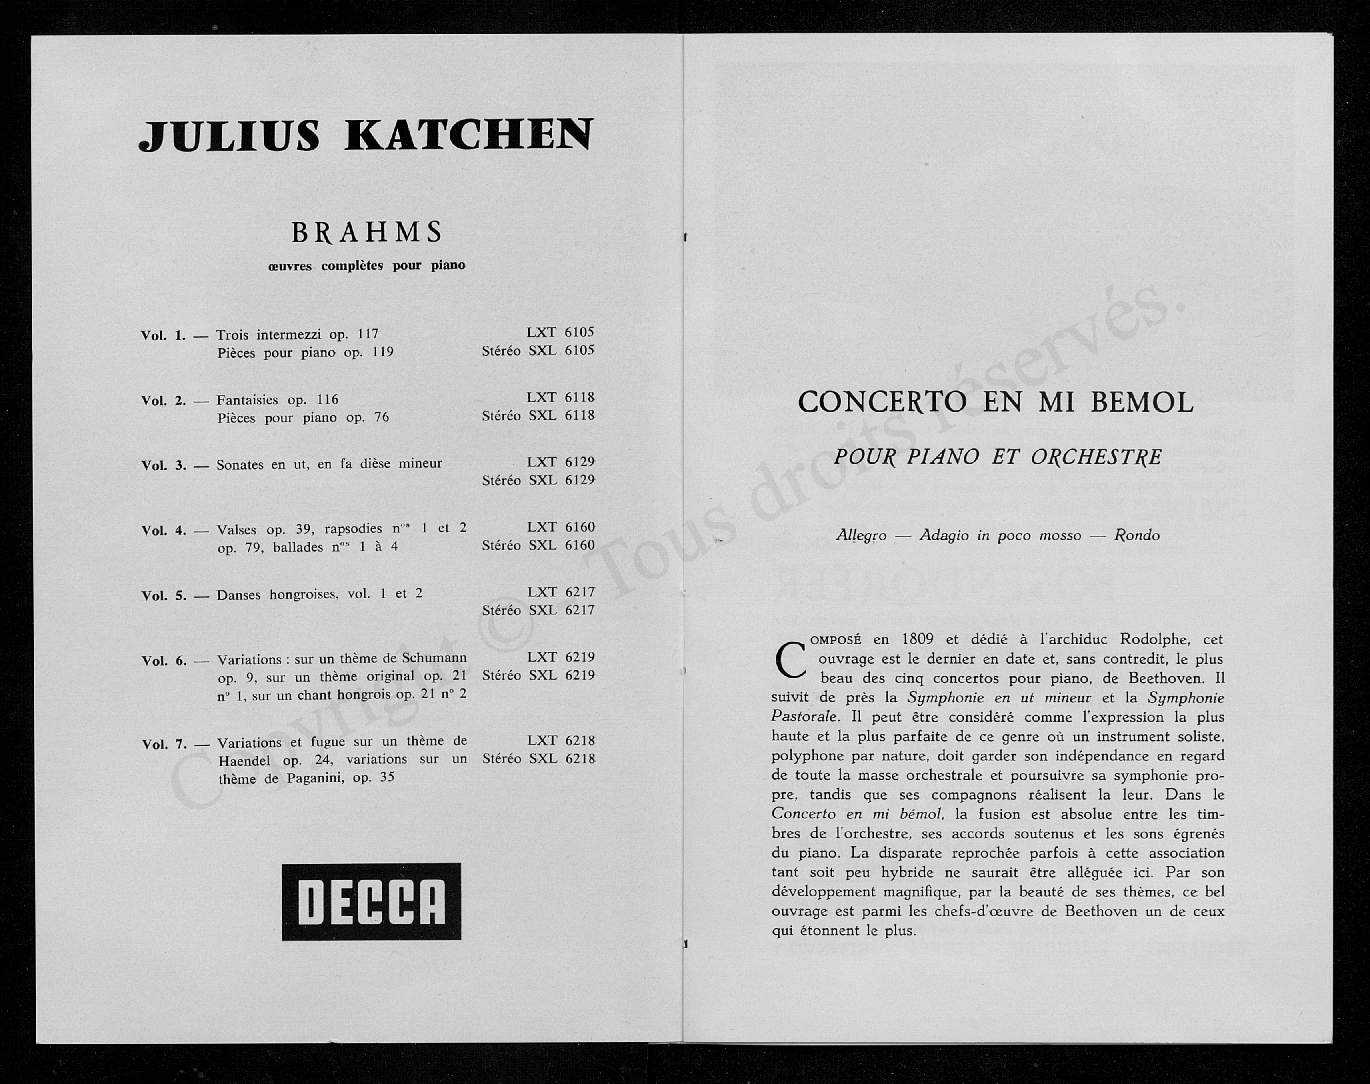 JULIUS KATCHEN
BRAHMS
œuvres complètes pour piano
Vol. 1. — Trois intermezzi op. 117 LXT 6105
Pièces pour piano op. 119 Stéréo SXL 6105
Vol. 2. — Fantaisies op. 116 LXT 6118
Pièces pour piano op. 76 Stéréo SXL 6118
Vol. 3. — Sonates en ut, en fa dièse mineur LXT 6129
Stéréo SXL 6129
Vol. 4. — Valses op. 39, rapsodies nos 1 et 2 LXT 6160
op. 79, ballades nos 1 à 4 Stéréo SXL 6160
Vol. 5. — Danses hongroises, vol. 1 et 2 LXT 6217
Stéréo SXL 6217
Vol. 6. — Variations : sur un thème de Schumann LXT 6219
op. 9, sur un thème original op. 21 Stéréo SXL 6219
n° 1, sur un chant hongrois op. 21 n° 2
Vol. 7. — Variations et fugue sur un thème de LXT 6218
Haendel op. 24, variations sur un Stéréo SXL 6218
thème de Paganini, op. 35
DECCA
CONCERTO EN MI BEMOL
POUR PIANO ET ORCHESTRE
Allegro — Adagio in poco mosso — Rondo
COMPOSÉ en 1809 et dédié à l'archiduc Rodolphe, cet
ouvrage est le dernier en date et, sans contredit, le plus
beau des cinq concertos pour piano, de Beethoven. Il
suivit de près la Symphonie en ut mineur et la Symphonie
Pastorale. Il peut être considéré comme l'expression la plus
haute et la plus parfaite de ce genre où un instrument soliste,
polyphone par nature, doit garder son indépendance en regard
de toute la masse orchestrale et poursuivre sa symphonie pro-
pre, tandis que ses compagnons réalisent la leur. Dans le
Concerto en mi bémol, la fusion est absolue entre les tim-
bres de l'orchestre, ses accords soutenus et les sons égrenés
du piano. La disparate reprochée parfois à cette association
tant soit peu hybride ne saurait être alléguée ici. Par son
développement magnifique, par la beauté de ses thèmes, ce bel
ouvrage est parmi les chefs-d'œuvre de Beethoven un de ceux
qui étonnent le plus.
Copyright © Tous droits réservés.